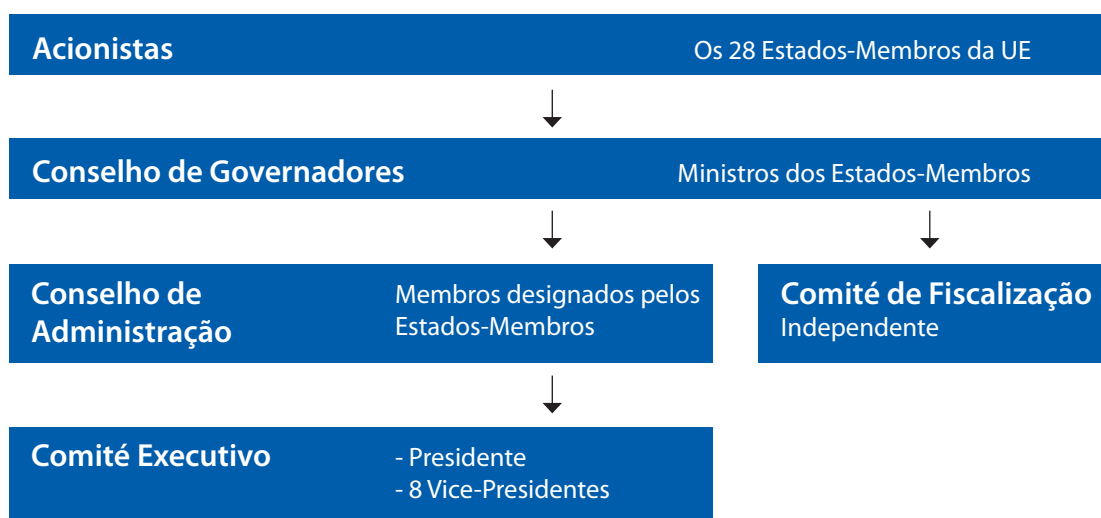 Acionistas
Os 28 Estados-Membros da UE
Conselho de Governadores
Ministros dos Estados-Membros
Conselho de
Administração
Membros designados pelos
Estados-Membros
Comité de Fiscalização
Independente
Comité Executivo
- Presidente
- 8 Vice-Presidentes